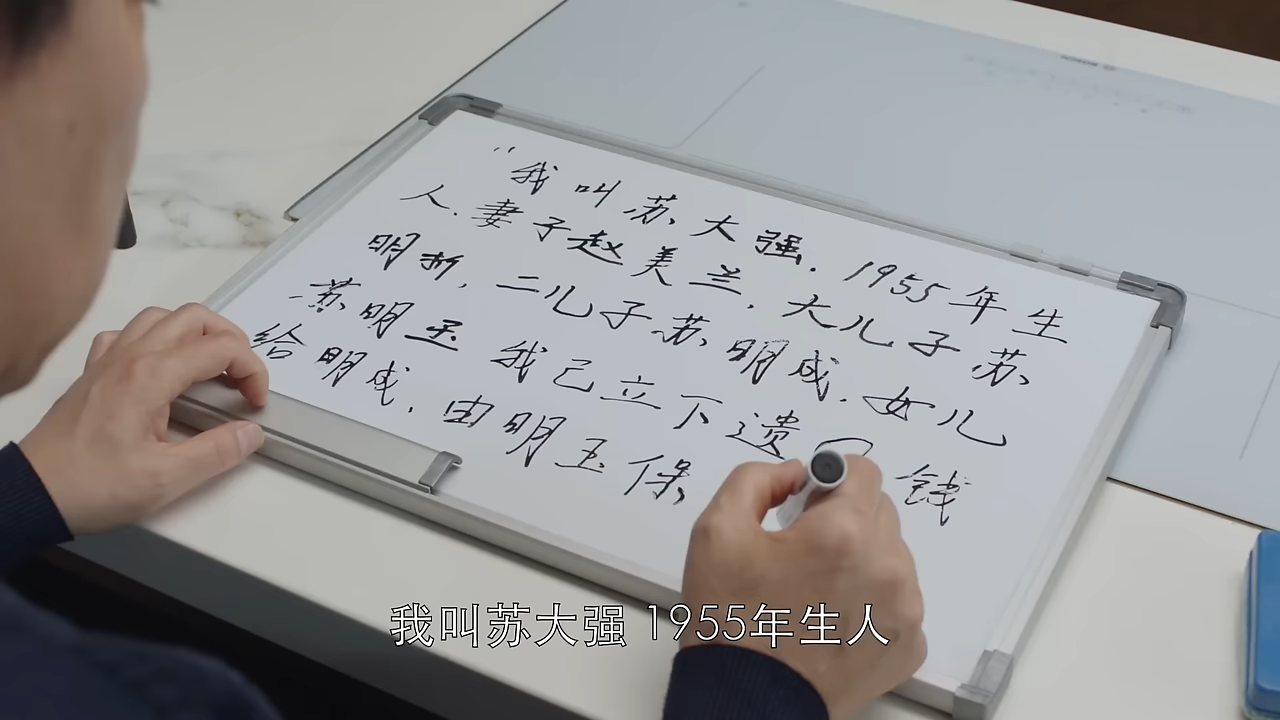 "我叫苏大强. 1955年生
人. 妻子赵美兰, 大儿子苏
明哲, 二儿子苏明成. 女儿
苏明玉 我已立下遗 钱
给明成. 由明玉保
我叫苏大强 1955年生人